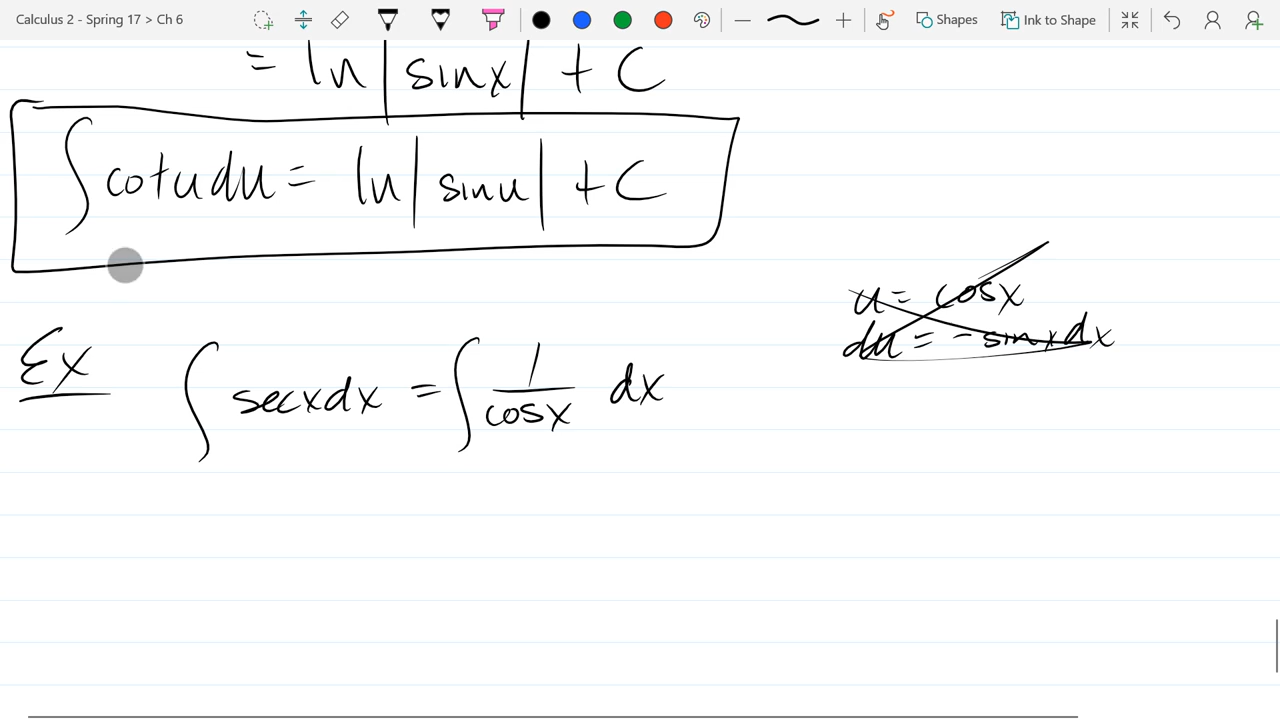 Calculus 2 - Spring 17 > Ch 6
Shapes
Ink to Shape
= ln|sinx| + C
∫cotudu = ln|sinu| + C
u = cosx
du = -sinxdx
Ex ∫secxdx = ∫1/cosx dx